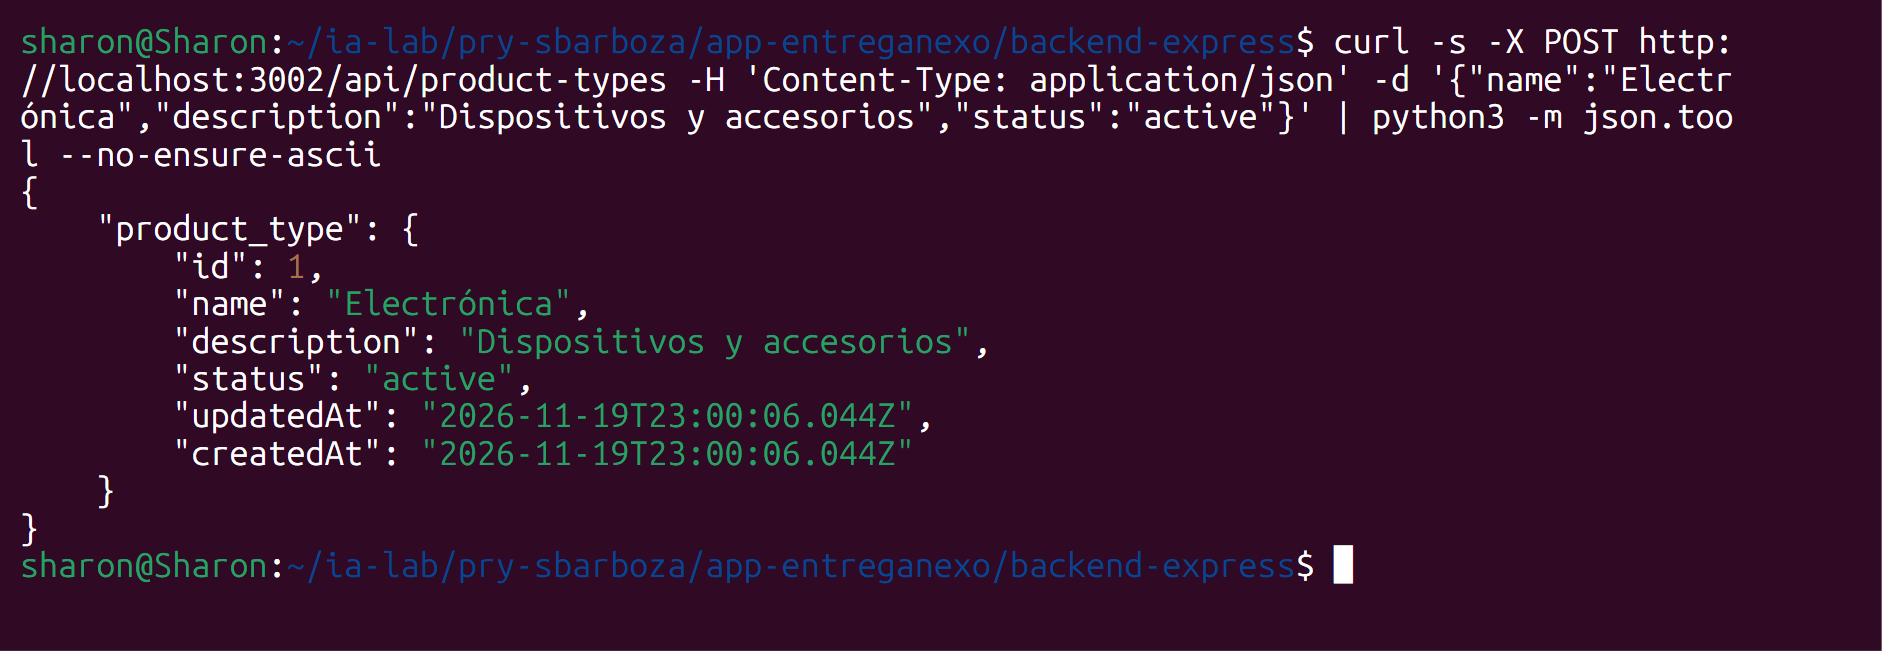 sharon@Sharon:~/ia-lab/pry-sbarboza/app-entreganexo/backend-express$ curl -s -X POST http:
//localhost:3002/api/product-types -H 'Content-Type: application/json' -d '{"name":"Electr
ónica","description":"Dispositivos y accesorios","status":"active"}' | python3 -m json.too
l --no-ensure-ascii
{
    "product_type": {
        "id": 1,
        "name": "Electrónica",
        "description": "Dispositivos y accesorios",
        "status": "active",
        "updatedAt": "2026-11-19T23:00:06.044Z",
        "createdAt": "2026-11-19T23:00:06.044Z"
    }
}
sharon@Sharon:~/ia-lab/pry-sbarboza/app-entreganexo/backend-express$